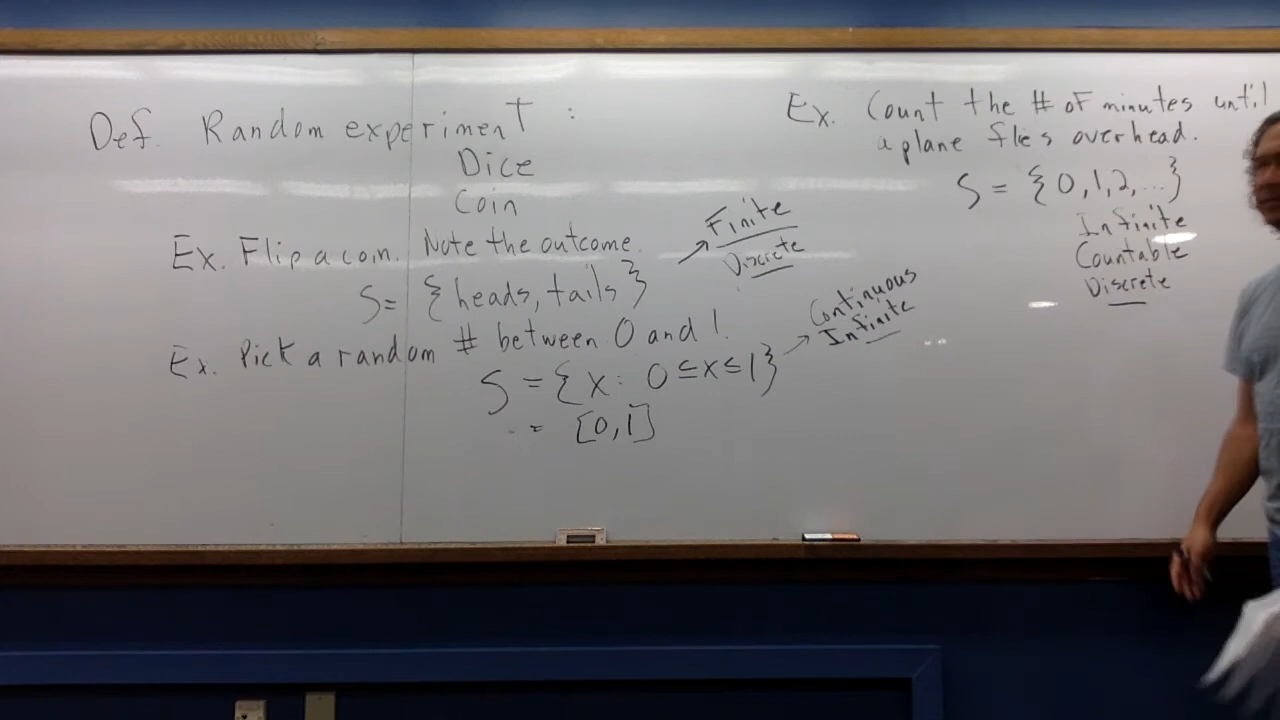 Def. Random experiment :
Dice
Coin
Ex. Flip a coin. Note the outcome.
S = {heads, tails}
Finite
Discrete
Ex. Pick a random # between 0 and 1.
S = {x: 0 ≤ x ≤ 1}
= [0,1]
Continuous
Infinite
Ex. Count the # of minutes until
a plane flies overhead.
S = {0,1,2,...}
Infinite
Countable
Discrete